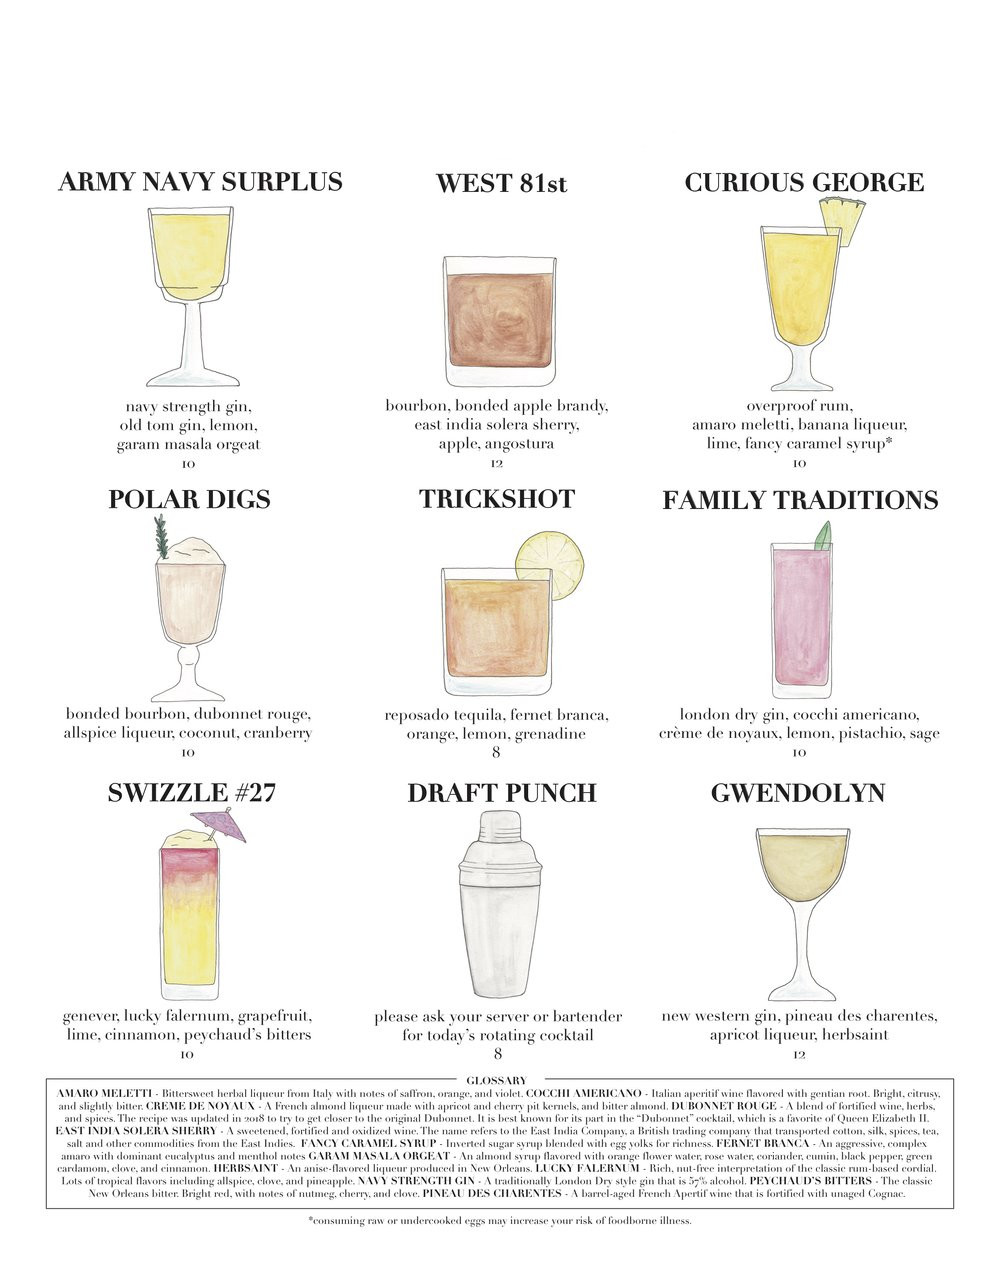 ARMY NAVY SURPLUS
WEST 81st
CURIOUS GEORGE
navy strength gin,
old tom gin, lemon,
garam masala orgeat
10
bourbon, bonded apple brandy,
east india solera sherry,
apple, angostura
12
overproof rum,
amaro meletti, banana liqueur,
lime, fancy caramel syrup*
10
POLAR DIGS
TRICKSHOT
FAMILY TRADITIONS
bonded bourbon, dubonnet rouge,
allspice liqueur, coconut, cranberry
10
reposado tequila, fernet branca,
orange, lemon, grenadine
8
london dry gin, cocchi americano,
crème de noyaux, lemon, pistachio, sage
10
SWIZZLE #27
DRAFT PUNCH
GWENDOLYN
genever, lucky falernum, grapefruit,
lime, cinnamon, peychaud's bitters
10
please ask your server or bartender
for today's rotating cocktail
8
new western gin, pineau des charentes,
apricot liqueur, herbsaint
12
GLOSSARY
AMARO MELETTI - Bittersweet herbal liqueur from Italy with notes of saffron, orange, and violet. COCCHI AMERICANO - Italian aperitif wine flavored with gentian root. Bright, citrusy,
and slightly bitter. CREME DE NOYAUX - A French almond liqueur made with apricot and cherry pit kernels, and bitter almond. DUBONNET ROUGE - A blend of fortified wine, herbs,
and spices. The recipe was updated in 2018 to try to get closer to the original Dubonnet. It is best known for its part in the "Dubonnet" cocktail, which is a favorite of Queen Elizabeth II.
EAST INDIA SOLERA SHERRY - A sweetened, fortified and oxidized wine. The name refers to the East India Company, a British trading company that transported cotton, silk, spices, tea,
salt and other commodities from the East Indies. FANCY CARAMEL SYRUP - Inverted sugar syrup blended with egg yolks for richness. FERNET BRANCA - An aggressive, complex
amaro with dominant eucalyptus and menthol notes GARAM MASALA ORGEAT - An almond syrup flavored with orange flower water, rose water, coriander, cumin, black pepper, green
cardamom, clove, and cinnamon. HERBSAINT - An anise-flavored liqueur produced in New Orleans. LUCKY FALERNUM - Rich, nut-free interpretation of the classic rum-based cordial.
Lots of tropical flavors including allspice, clove, and pineapple. NAVY STRENGTH GIN - A traditionally London Dry style gin that is 57% alcohol. PEYCHAUD'S BITTERS - The classic
New Orleans bitter. Bright red, with notes of nutmeg, cherry, and clove. PINEAU DES CHARENTES - A barrel-aged French Apertif wine that is fortified with unaged Cognac.
*consuming raw or undercooked eggs may increase your risk of foodborne illness.